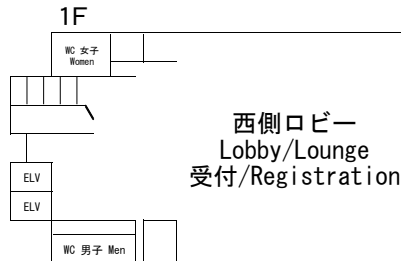 1F
WC 女子
Women
西側ロビー
Lobby/Lounge
受付/Registration
ELV
ELV
WC 男子 Men